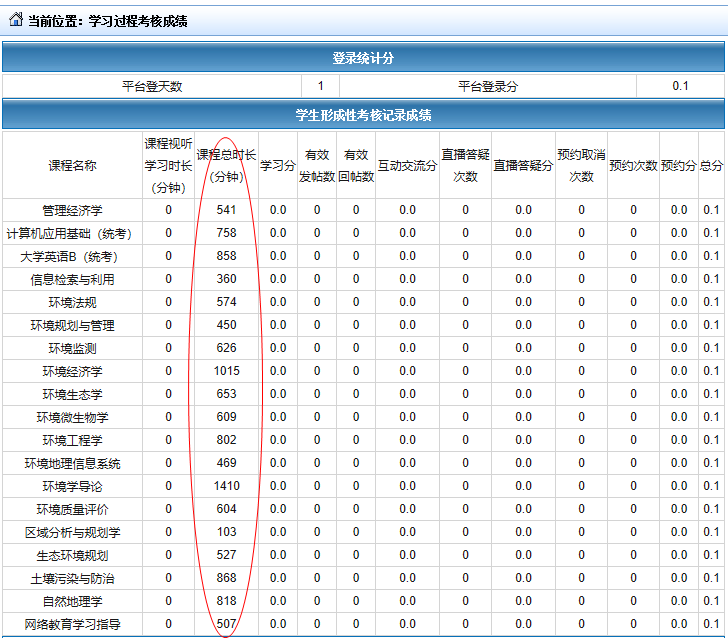 当前位置：学习过程考核成绩
登录统计分
平台登天数 1 平台登录分 0.1
学生形成性考核记录成绩
课程名称 课程视听学习时长（分钟） 课程总时长（分钟） 学习分 有效发帖数 有效回帖数 互动交流分 直播答疑次数 直播答疑分 预约取消次数 预约次数 预约分 总分
管理经济学 0 541 0.0 0 0 0.0 0 0.0 0 0 0.0 0.1
计算机应用基础（统考） 0 758 0.0 0 0 0.0 0 0.0 0 0 0.0 0.1
大学英语B（统考） 0 858 0.0 0 0 0.0 0 0.0 0 0 0.0 0.1
信息检索与利用 0 360 0.0 0 0 0.0 0 0.0 0 0 0.0 0.1
环境法规 0 574 0.0 0 0 0.0 0 0.0 0 0 0.0 0.1
环境规划与管理 0 450 0.0 0 0 0.0 0 0.0 0 0 0.0 0.1
环境监测 0 626 0.0 0 0 0.0 0 0.0 0 0 0.0 0.1
环境经济学 0 1015 0.0 0 0 0.0 0 0.0 0 0 0.0 0.1
环境生态学 0 653 0.0 0 0 0.0 0 0.0 0 0 0.0 0.1
环境微生物学 0 609 0.0 0 0 0.0 0 0.0 0 0 0.0 0.1
环境工程学 0 802 0.0 0 0 0.0 0 0.0 0 0 0.0 0.1
环境地理信息系统 0 469 0.0 0 0 0.0 0 0.0 0 0 0.0 0.1
环境学导论 0 1410 0.0 0 0 0.0 0 0.0 0 0 0.0 0.1
环境质量评价 0 604 0.0 0 0 0.0 0 0.0 0 0 0.0 0.1
区域分析与规划学 0 103 0.0 0 0 0.0 0 0.0 0 0 0.0 0.1
生态环境规划 0 527 0.0 0 0 0.0 0 0.0 0 0 0.0 0.1
土壤污染与防治 0 868 0.0 0 0 0.0 0 0.0 0 0 0.0 0.1
自然地理学 0 818 0.0 0 0 0.0 0 0.0 0 0 0.0 0.1
网络教育学习指导 0 507 0.0 0 0 0.0 0 0.0 0 0 0.0 0.1